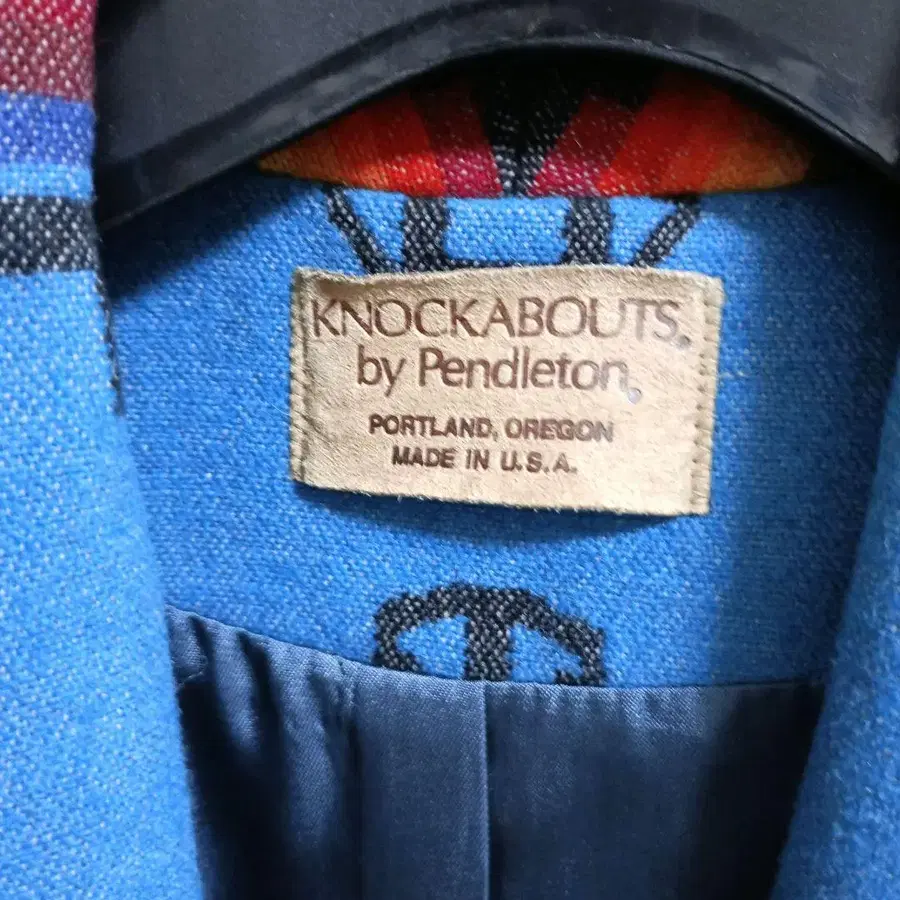 KNOCKABOUTS®
by Pendleton®
PORTLAND, OREGON
MADE IN U.S.A.